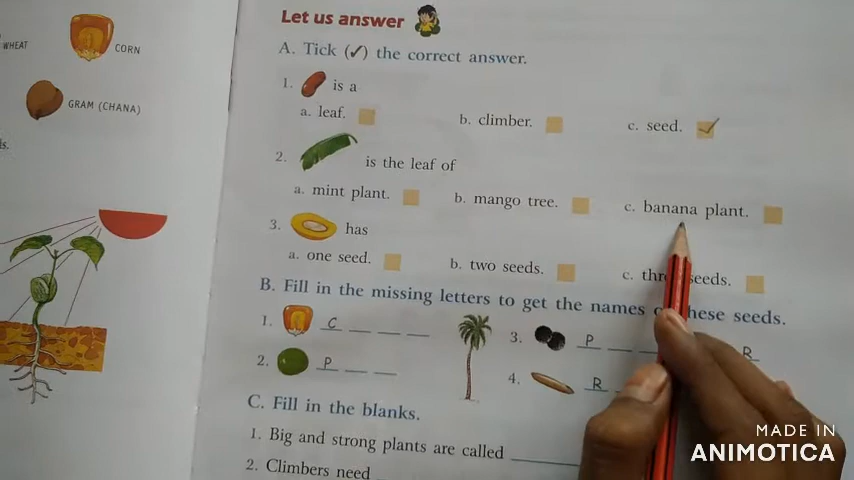 WHEAT
CORN
GRAM (CHANA)
ds.
Let us answer
A. Tick (✓) the correct answer.
1. is a
a. leaf. b. climber. c. seed. ✓
2. is the leaf of
a. mint plant. b. mango tree. c. banana plant.
3. has
a. one seed. b. two seeds. c. seeds.
B. Fill in the missing letters to get the names these seeds.
1. C _ _ _ 3. P _ _ R
2. P _ _ _ 4. R _
C. Fill in the blanks.
1. Big and strong plants are called ______
2. Climbers need ___
MADE IN
ANIMOTICA